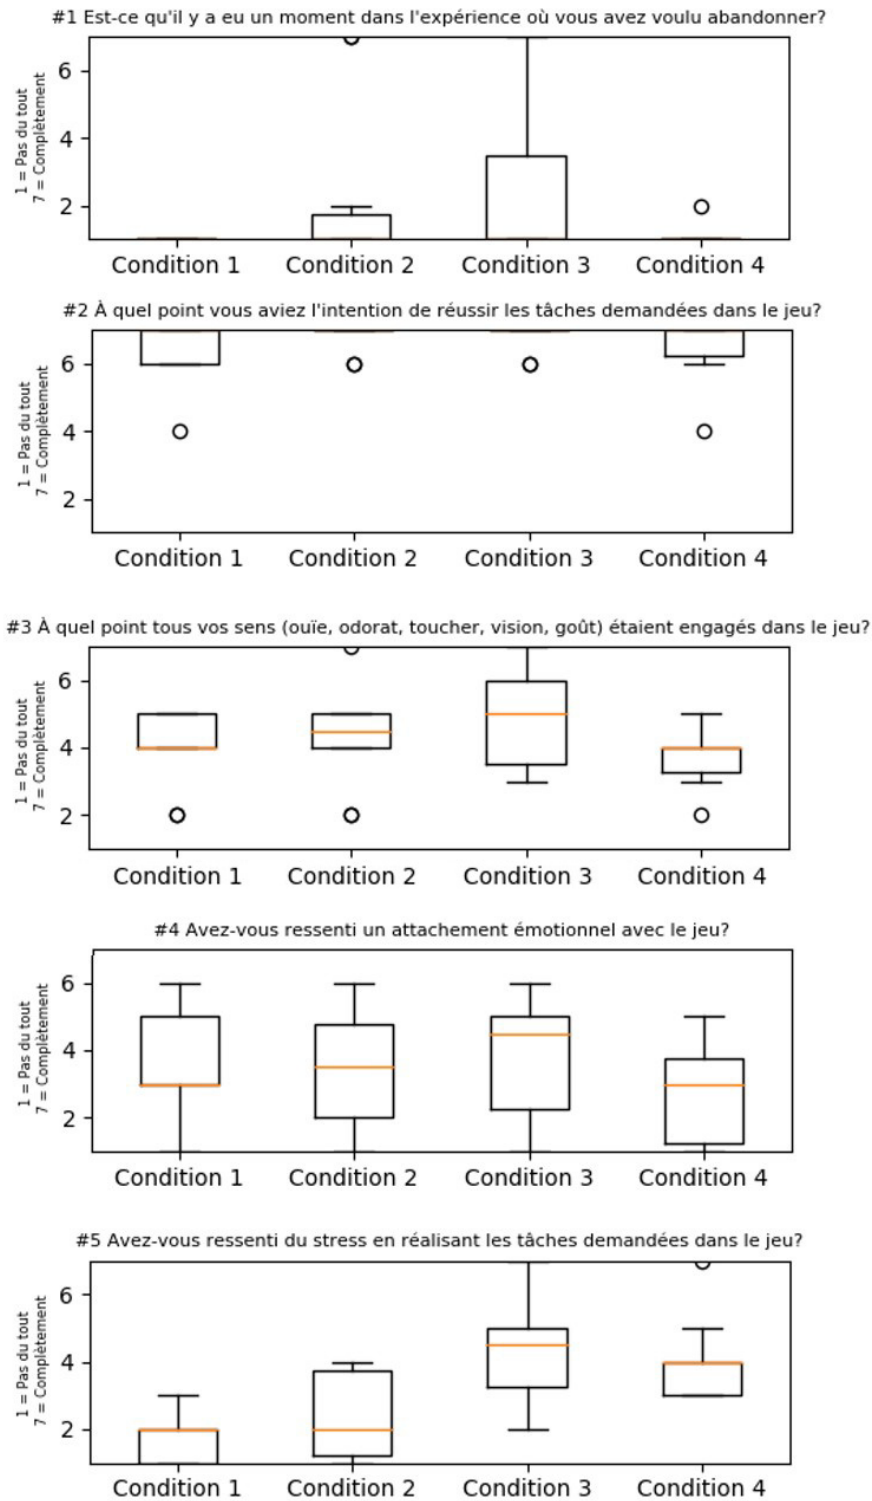 #1 Est-ce qu'il y a eu un moment dans l'expérience où vous avez voulu abandonner?
1 = Pas du tout
7 = Complètement
6
4
2
Condition 1 Condition 2 Condition 3 Condition 4
#2 À quel point vous aviez l'intention de réussir les tâches demandées dans le jeu?
1 = Pas du tout
7 = Complètement
6
4
2
Condition 1 Condition 2 Condition 3 Condition 4
#3 À quel point tous vos sens (ouïe, odorat, toucher, vision, goût) étaient engagés dans le jeu?
1 = Pas du tout
7 = Complètement
6
4
2
Condition 1 Condition 2 Condition 3 Condition 4
#4 Avez-vous ressenti un attachement émotionnel avec le jeu?
1 = Pas du tout
7 = Complètement
6
4
2
Condition 1 Condition 2 Condition 3 Condition 4
#5 Avez-vous ressenti du stress en réalisant les tâches demandées dans le jeu?
1 = Pas du tout
7 = Complètement
6
4
2
Condition 1 Condition 2 Condition 3 Condition 4